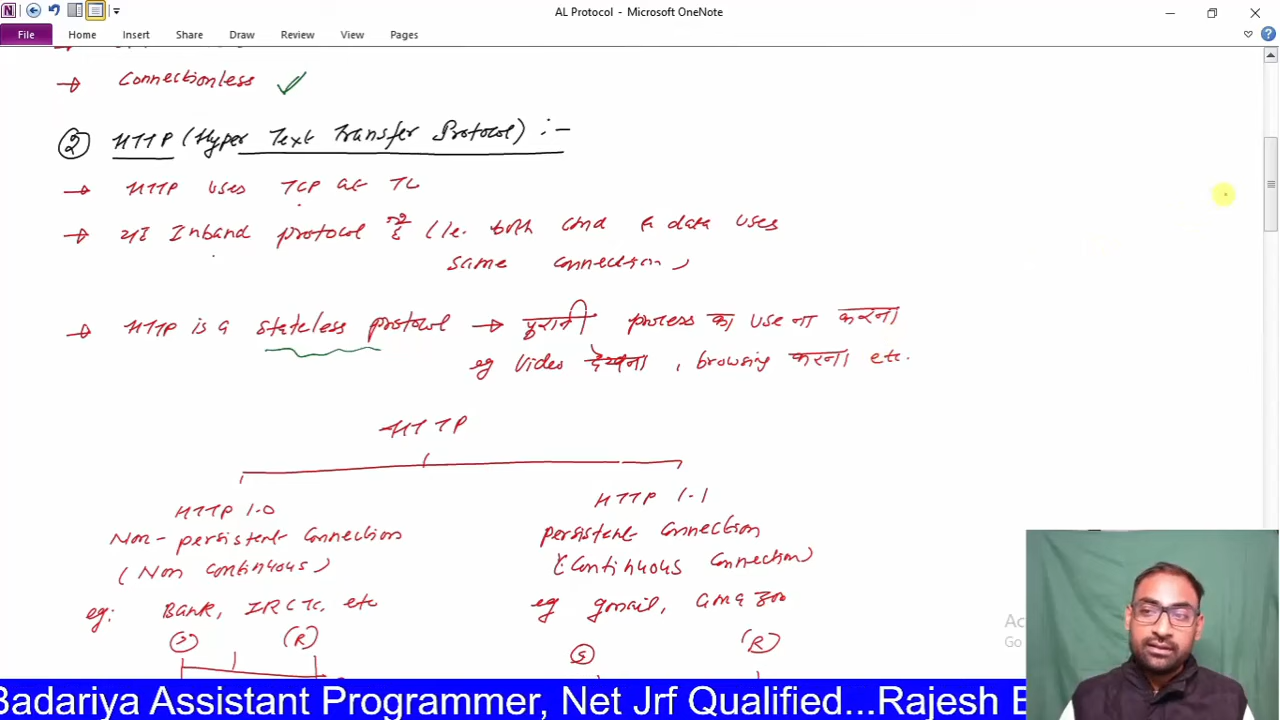 AL Protocol - Microsoft OneNote
File Home Insert Share Draw Review View Pages
→ Connectionless ✓
② HTTP (Hyper Text Transfer Protocol) :-
→ HTTP uses TCP at TL
→ यह Inband protocol है (i.e. both cmd & data uses
same connection)
→ HTTP is a stateless protocol → पुरानी process का use ना करना
eg Video देखना, browsing करना etc.
HTTP
HTTP 1.0
HTTP 1.1
Non-persistent Connection
Persistent Connection
(Non continuous)
(Continuous Connection)
eg: Bank, IRCTC, etc
eg gmail, amazon
(S) (R)
(S) (R)
Go
Badariya Assistant Programmer, Net Jrf Qualified...Rajesh